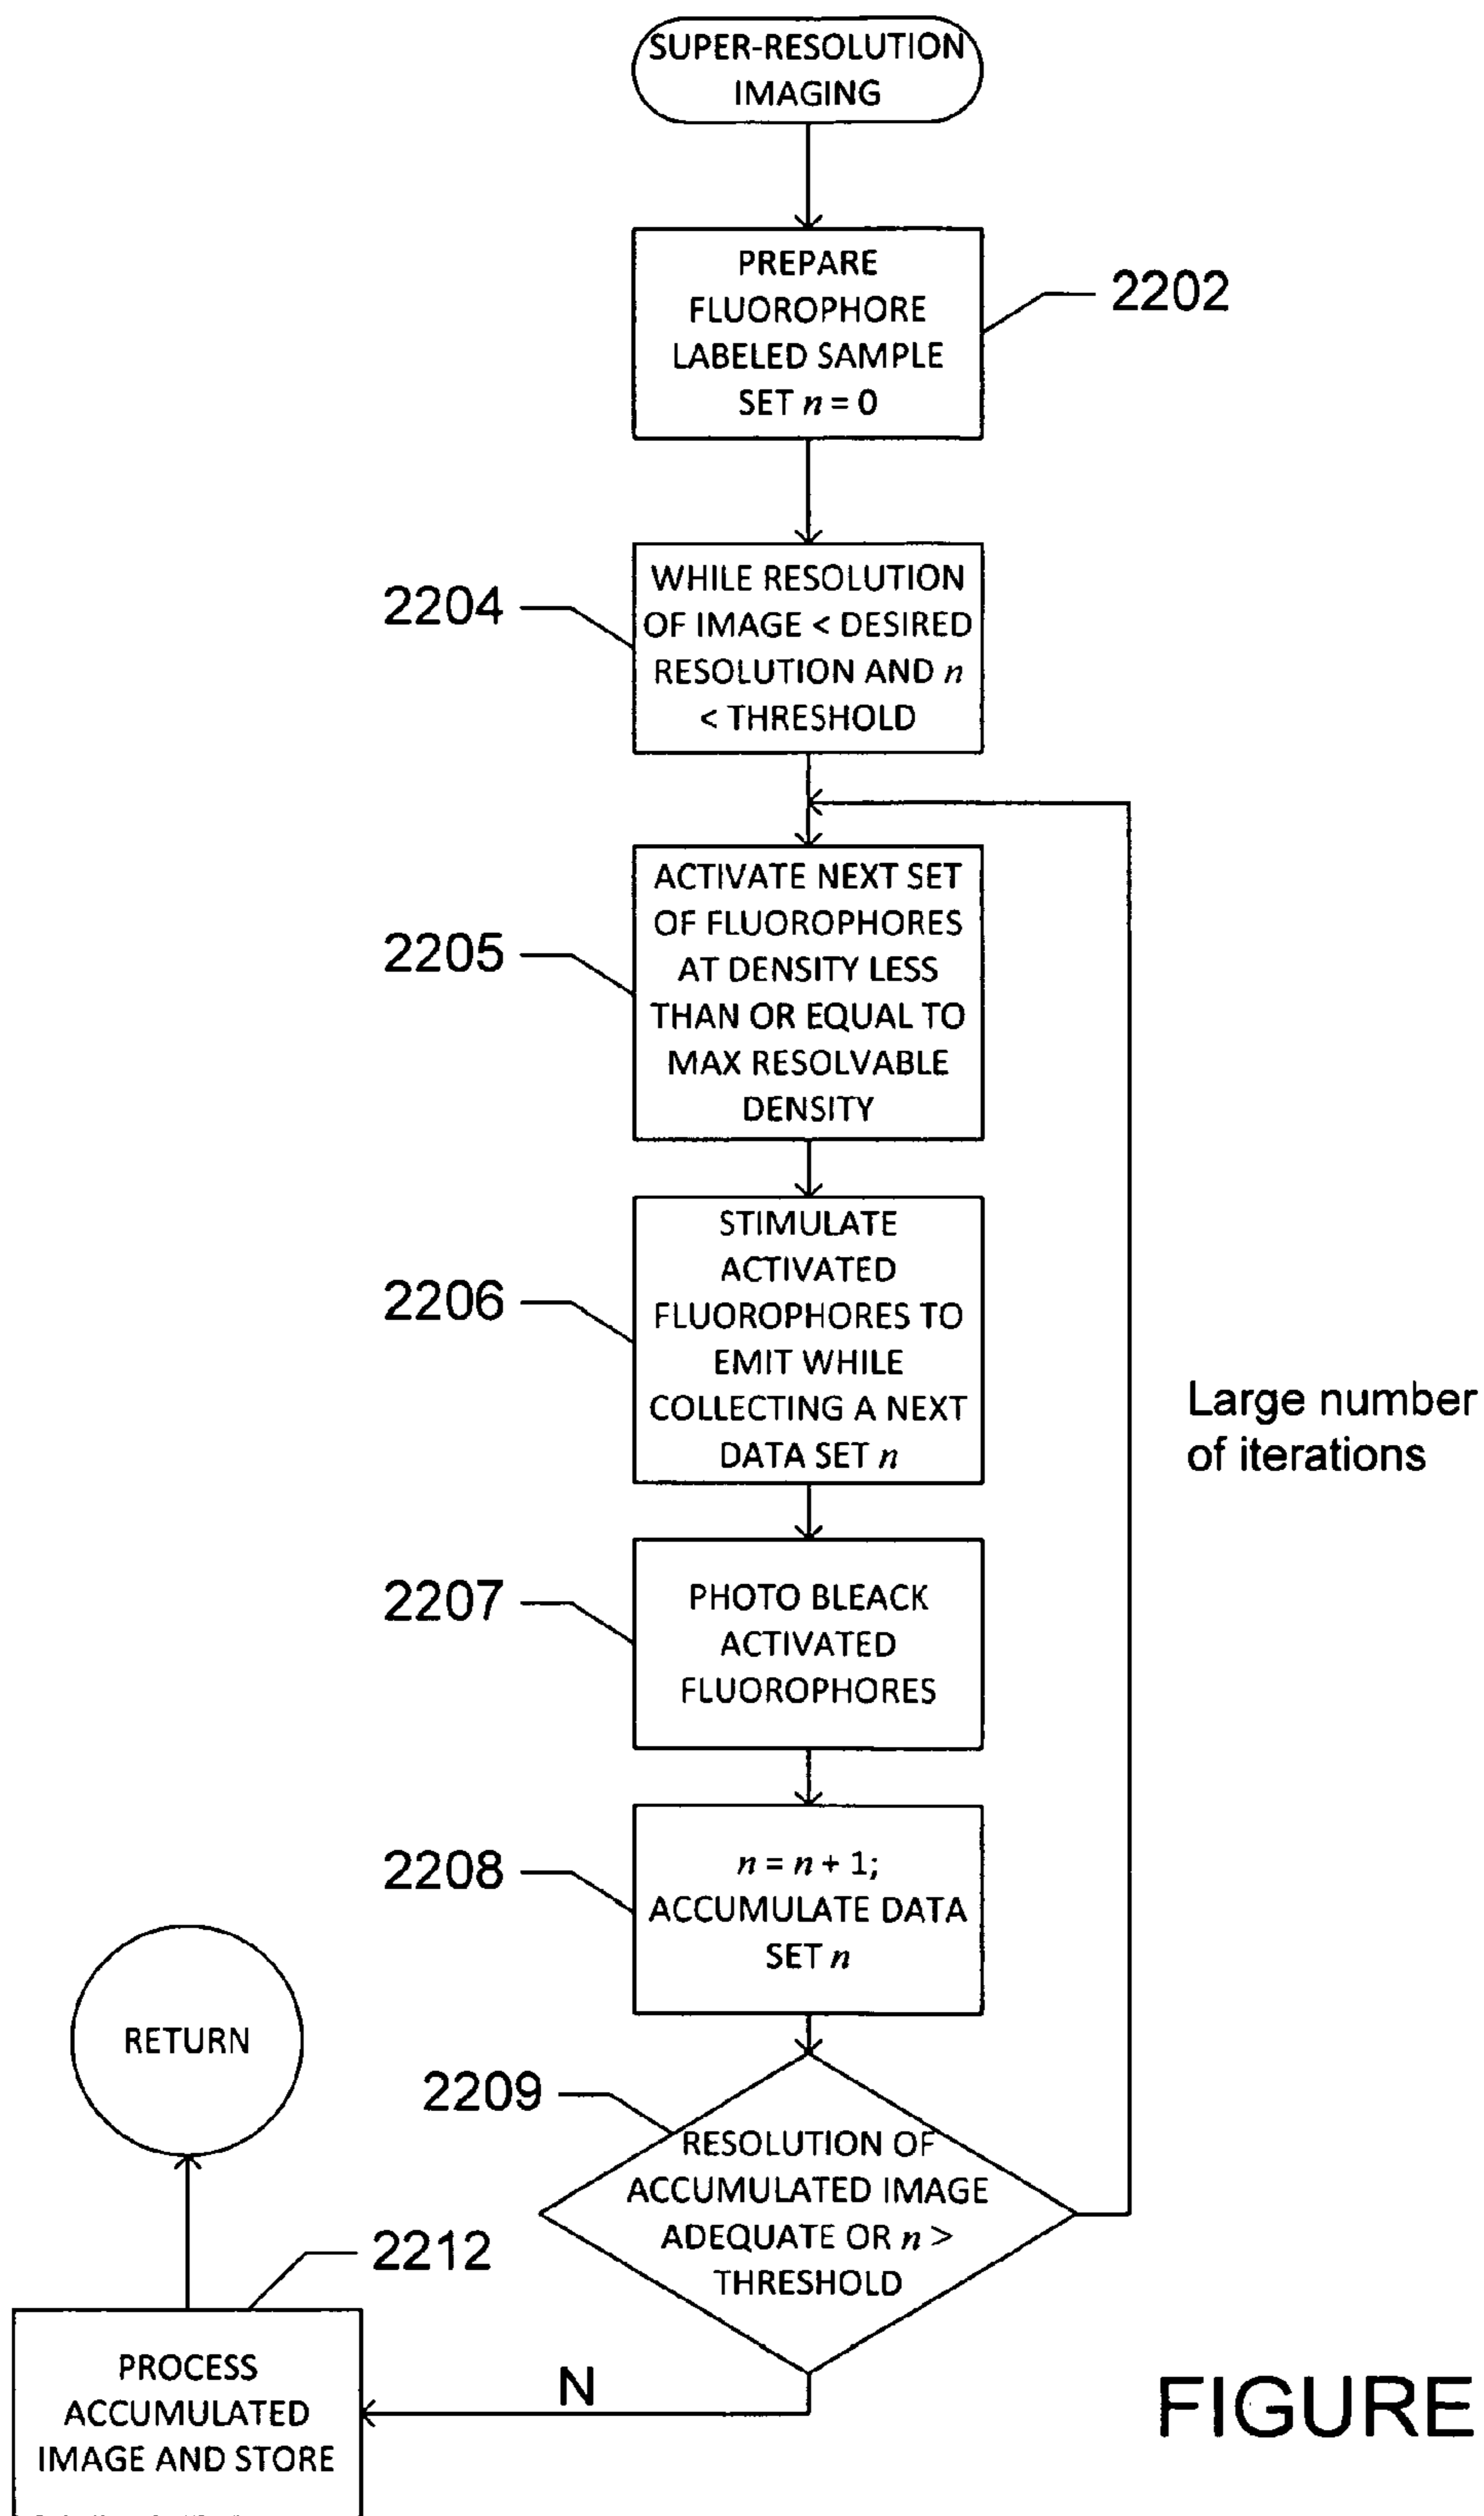 SUPER-RESOLUTION
IMAGING
PREPARE
FLUOROPHORE
LABELED SAMPLE
SET n = 0
2202
WHILE RESOLUTION
OF IMAGE < DESIRED
RESOLUTION AND n
< THRESHOLD
2204
ACTIVATE NEXT SET
OF FLUOROPHORES
AT DENSITY LESS
THAN OR EQUAL TO
MAX RESOLVABLE
DENSITY
2205
STIMULATE
ACTIVATED
FLUOROPHORES TO
EMIT WHILE
COLLECTING A NEXT
DATA SET n
2206
Large number
of iterations
PHOTO BLEACK
ACTIVATED
FLUOROPHORES
2207
n = n + 1;
ACCUMULATE DATA
SET n
2208
RETURN
2209
RESOLUTION OF
ACCUMULATED IMAGE
ADEQUATE OR n >
THRESHOLD
2212
PROCESS
ACCUMULATED
IMAGE AND STORE
N
FIGURE